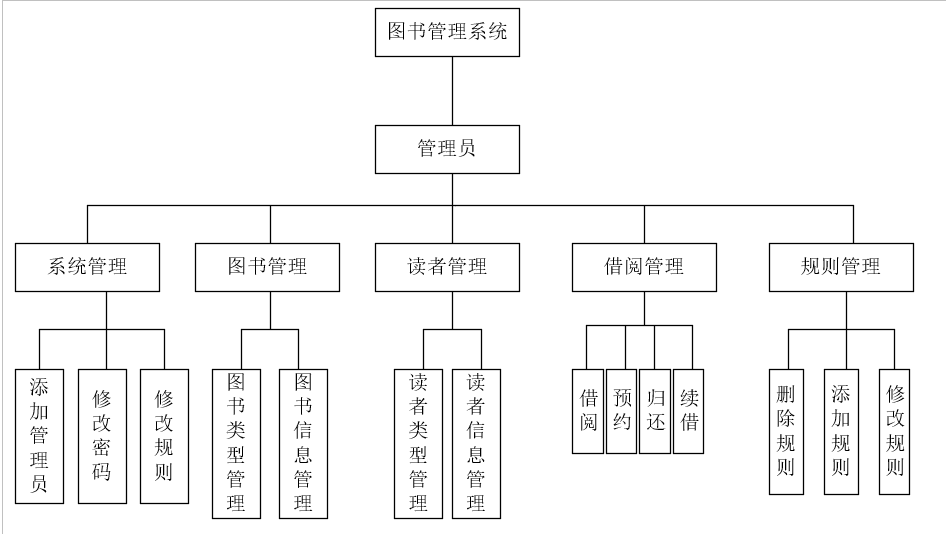 图书管理系统
管理员
系统管理
图书管理
读者管理
借阅管理
规则管理
添加管理员
修改密码
修改规则
图书类型管理
图书信息管理
读者类型管理
读者信息管理
借阅
预约
归还
续借
删除规则
添加规则
修改规则